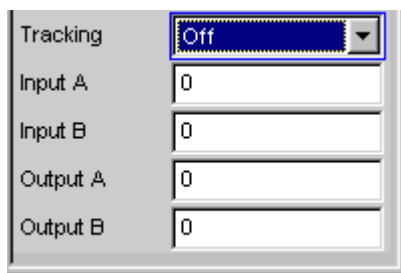 Tracking Off
Input A 0
Input B 0
Output A 0
Output B 0